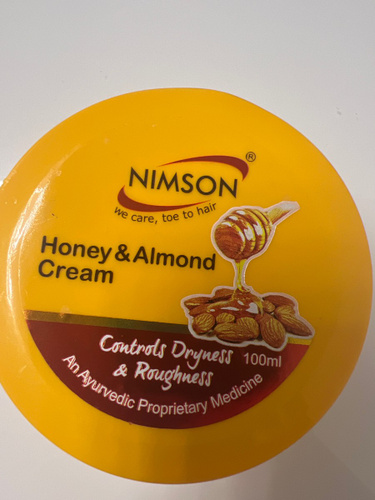 NIMSON®
we care, toe to hair
Honey & Almond
Cream
Controls Dryness
& Roughness
100ml
An Ayurvedic Proprietary Medicine